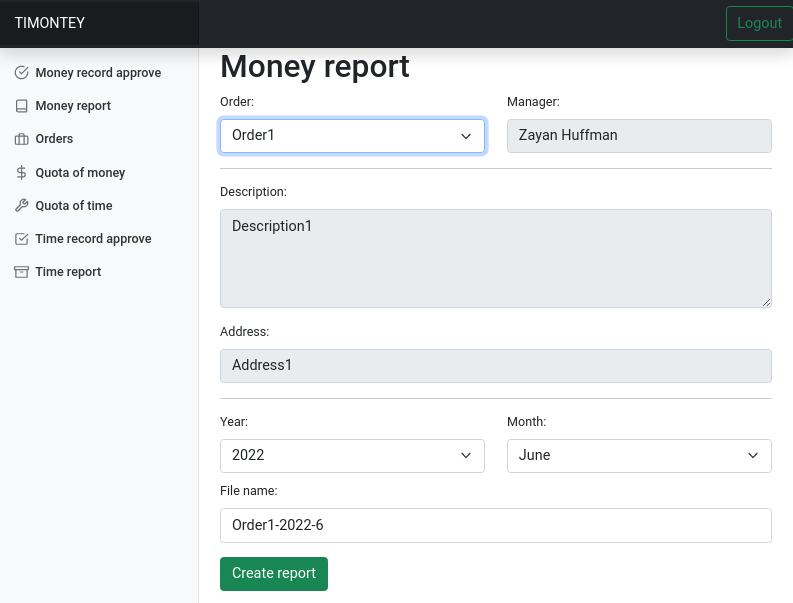 TIMONTEY
Logout
Money record approve
Money report
Orders
Quota of money
Quota of time
Time record approve
Time report
Money report
Order: Manager:
Order1 Zayan Huffman
Description:
Description1
Address:
Address1
Year: Month:
2022 June
File name:
Order1-2022-6
Create report